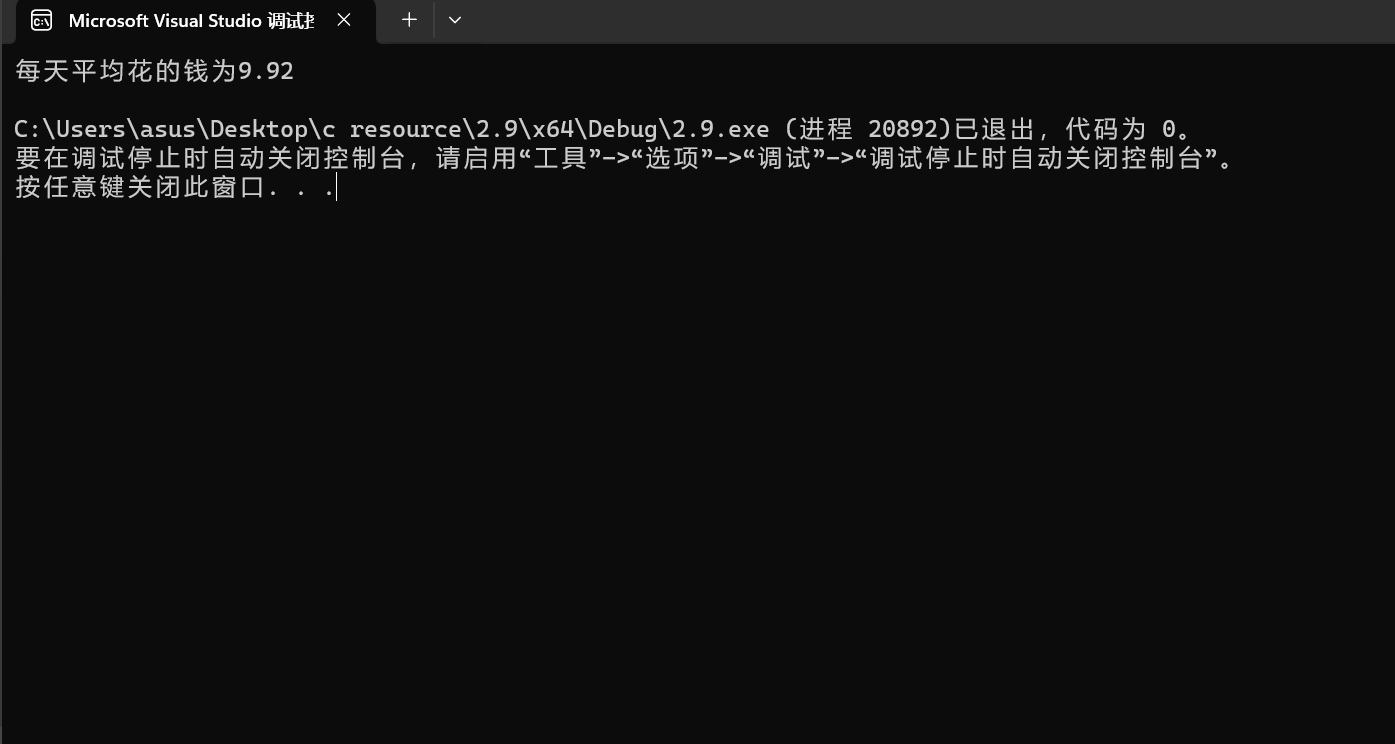 Microsoft Visual Studio 调试
每天平均花的钱为9.92
C:\Users\asus\Desktop\c resource\2.9\x64\Debug\2.9.exe (进程 20892)已退出，代码为 0。
要在调试停止时自动关闭控制台，请启用“工具”->“选项”->“调试”->“调试停止时自动关闭控制台”。
按任意键关闭此窗口. . .